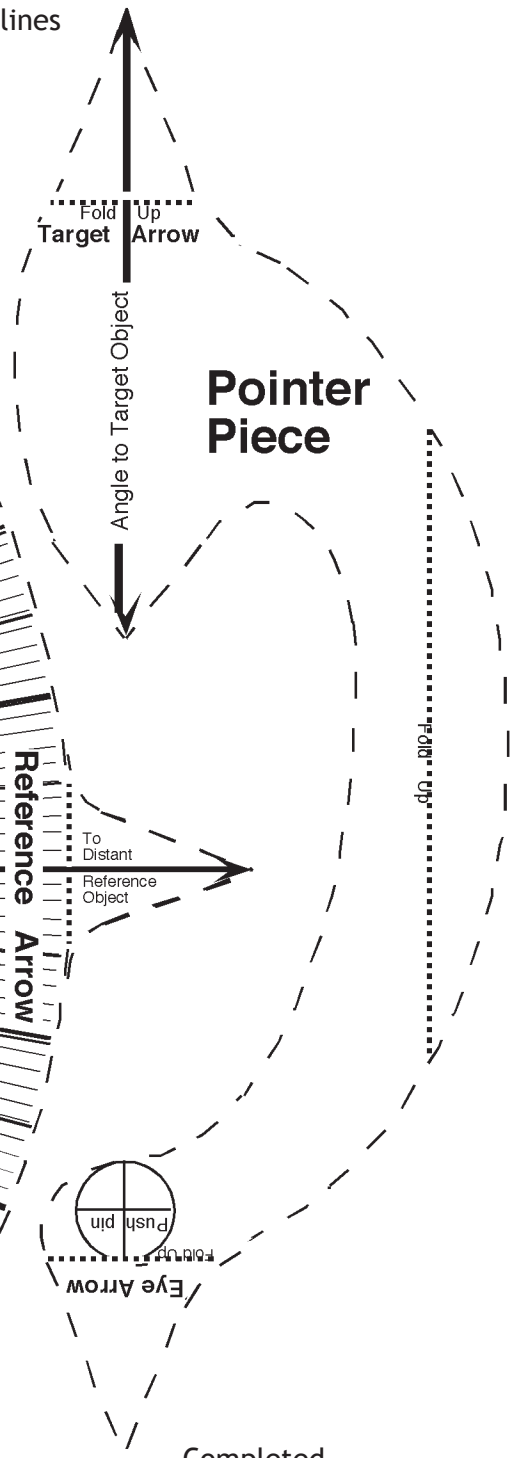 lines
Fold Up
Target Arrow
Angle to Target Object
Pointer
Piece
Fold Up
Reference Arrow
To
Distant
Reference
Object
Push pin
Fold Up
Eye Arrow
Completed